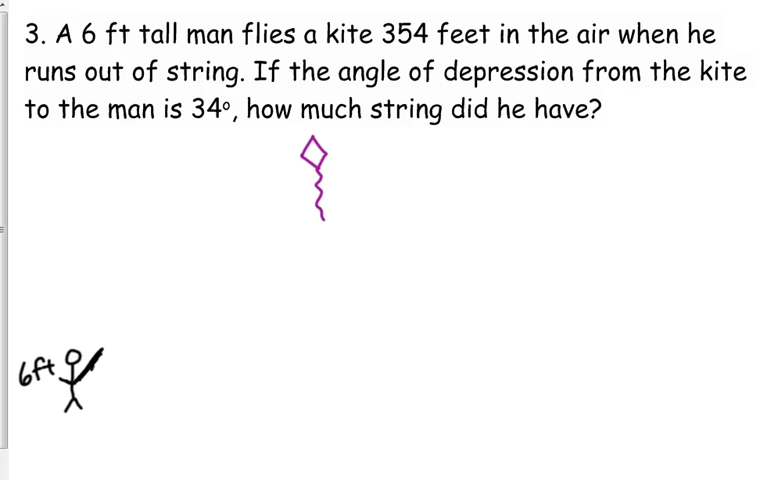 3. A 6 ft tall man flies a kite 354 feet in the air when he
runs out of string. If the angle of depression from the kite
to the man is 34°, how much string did he have?
6ft